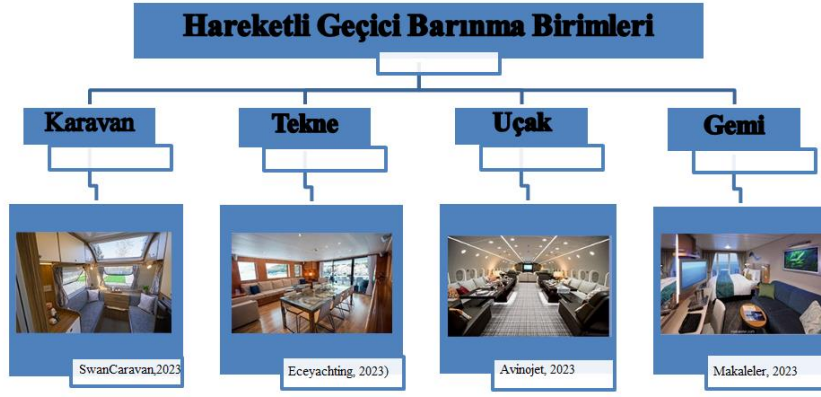 Hareketli Geçici Barınma Birimleri
Karavan
Tekne
Uçak
Gemi
SwanCaravan,2023
Eceyachting, 2023)
Avinojet, 2023
Makaleler, 2023